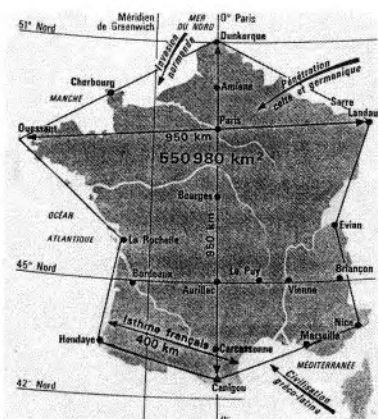 Méridien de Greenwich
MER DU NORD
0° Paris
51° Nord
Dunkerque
Invasion normande
Cherbourg
Amiens
Pénétration celte et germanique
MANCHE
Sarre
Landau
Ouessant
Paris
950 km
550980 km²
Bourges
950 km
OCÉAN
ATLANTIQUE
Evian
La Rochelle
45° Nord
Bordeaux
Aurillac
Le Puy
Vienne
Briançon
Isthme français
400 km
Hendaye
Nice
Marseille
Carcassonne
MÉDITERRANÉE
42° Nord
Canigou
Civilisation gréco-latine